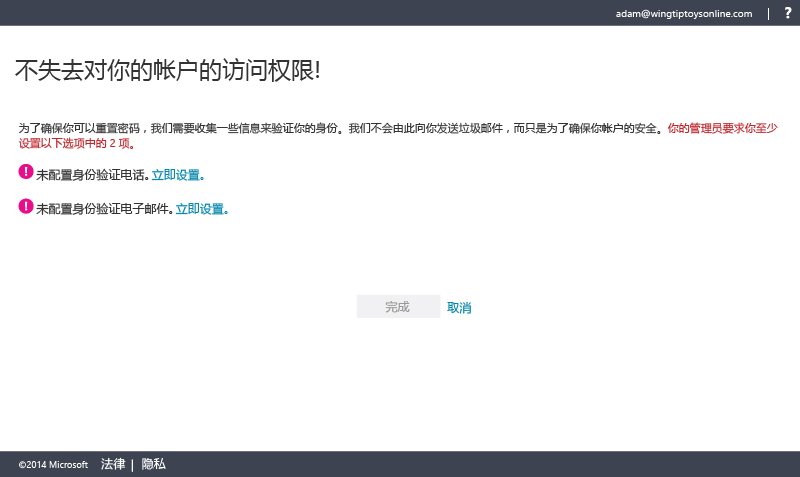 adam@wingtiptoysonline.com | ?
不失去对你的帐户的访问权限!
为了确保你可以重置密码，我们需要收集一些信息来验证你的身份。我们不会由此向你发送垃圾邮件，而只是为了确保你帐户的安全。你的管理员要求你至少
设置以下选项中的 2 项。
! 未配置身份验证电话。立即设置。
! 未配置身份验证电子邮件。立即设置。
完成 取消
©2014 Microsoft 法律 | 隐私